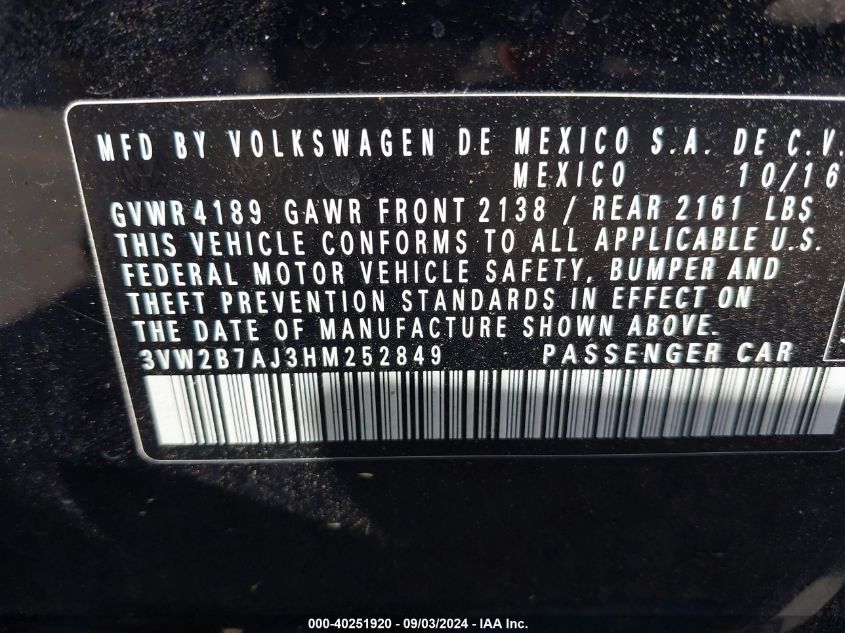 MFD BY VOLKSWAGEN DE MEXICO S.A. DE C.V.
MEXICO 10/16
GVWR 4189 GAWR FRONT 2138 / REAR 2161 LBS
THIS VEHICLE CONFORMS TO ALL APPLICABLE U.S.
FEDERAL MOTOR VEHICLE SAFETY, BUMPER AND
THEFT PREVENTION STANDARDS IN EFFECT ON
THE DATE OF MANUFACTURE SHOWN ABOVE.
3VW2B7AJ3HM252849 PASSENGER CAR
000-40251920 - 09/03/2024 - IAA Inc.